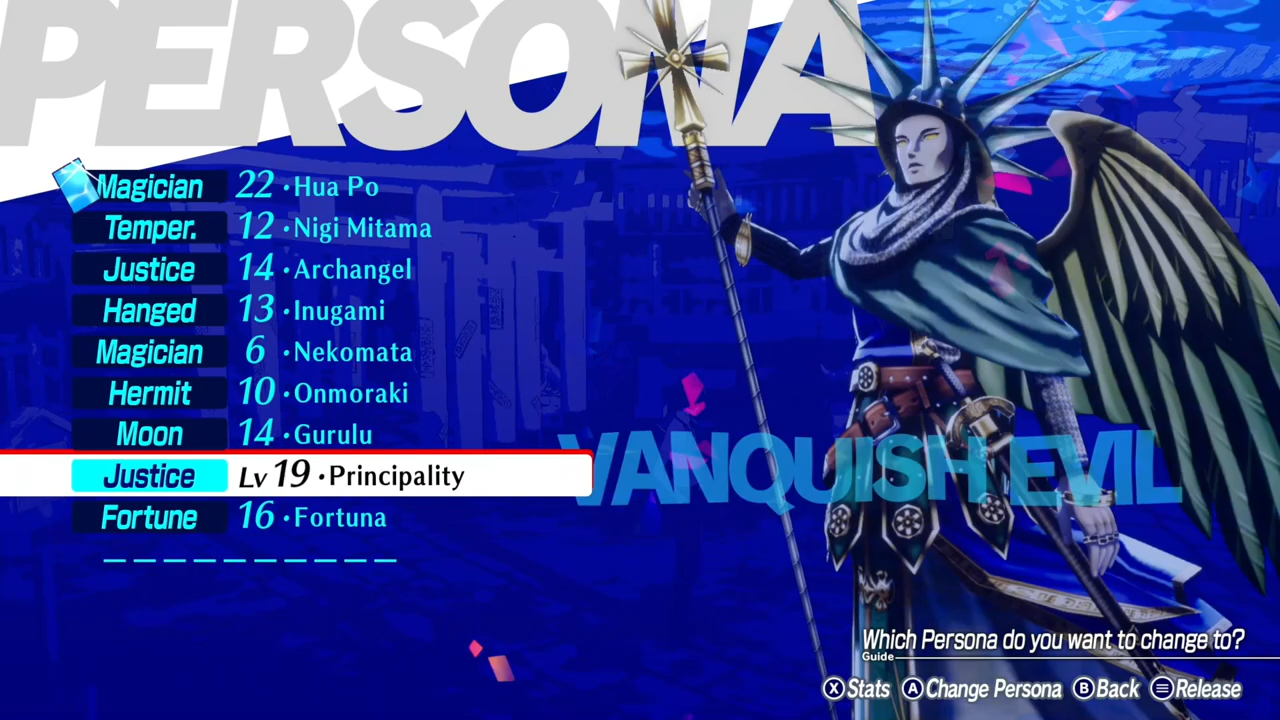 PERSONA
Magician 22 · Hua Po
Temper. 12 · Nigi Mitama
Justice 14 · Archangel
Hanged 13 · Inugami
Magician 6 · Nekomata
Hermit 10 · Onmoraki
Moon 14 · Gurulu
Justice Lv 19 · Principality
Fortune 16 · Fortuna
VANQUISH EVIL
Which Persona do you want to change to?
Guide
X Stats A Change Persona B Back Release